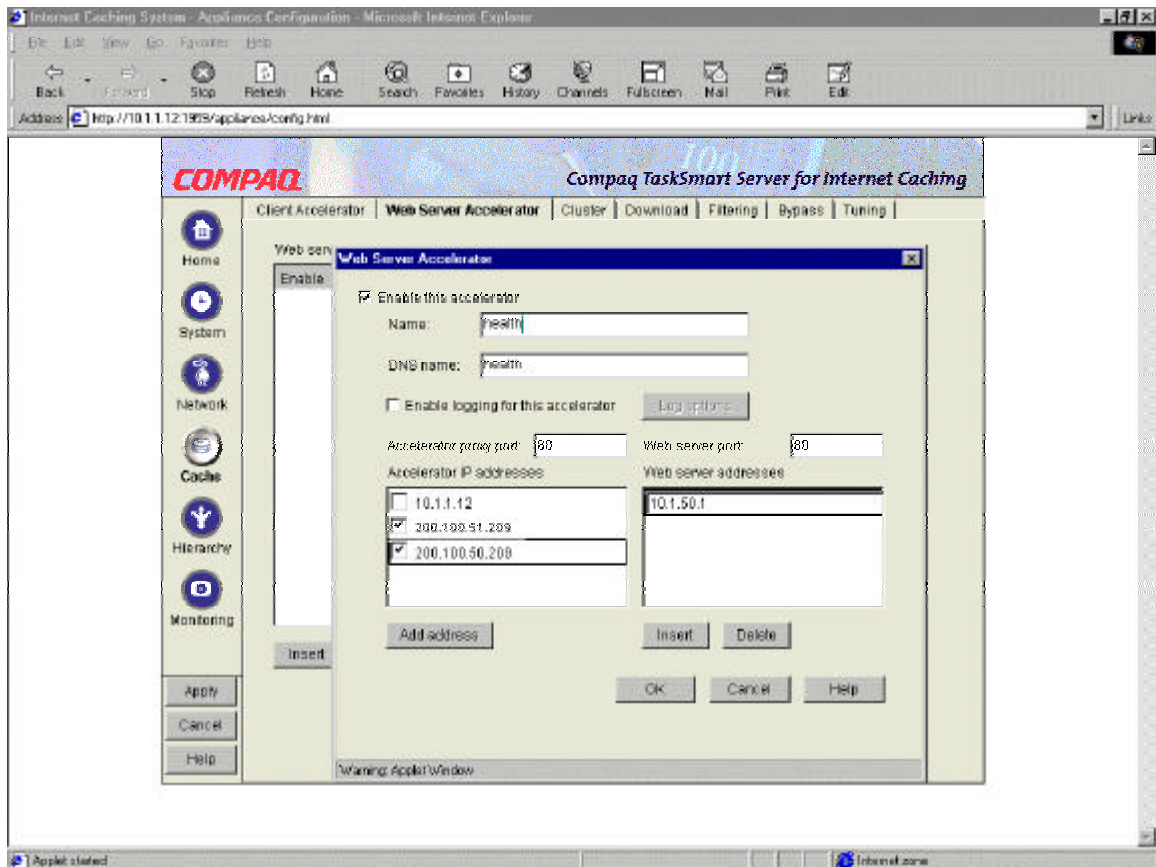 Internet Caching System - Appliance Configuration - Microsoft Internet Explorer
File Edit View Go Favorites Help
Back Forward Stop Refresh Home Search Favorites History Channels Fullscreen Mail Print Edit
Address http://10.1.1.12:1959/appliance/config.html Links
COMPAQ
Compaq TaskSmart Server for Internet Caching
Client Accelerator Web Server Accelerator Cluster Download Filtering Bypass Tuning
Home
System
Network
Cache
Hierarchy
Monitoring
Apply
Cancel
Help
Web serv
Enable
Insert
Web Server Accelerator
Enable this accelerator
Name: health
DNS name: health
Enable logging for this accelerator Log options
Accelerator proxy port: 80 Web server port: 80
Accelerator IP addresses Web server addresses
10.1.1.12 10.1.50.1
200.100.51.209
200.100.50.209
Add address Insert Delete
OK Cancel Help
Warning: Applet Window
Applet started Internet zone